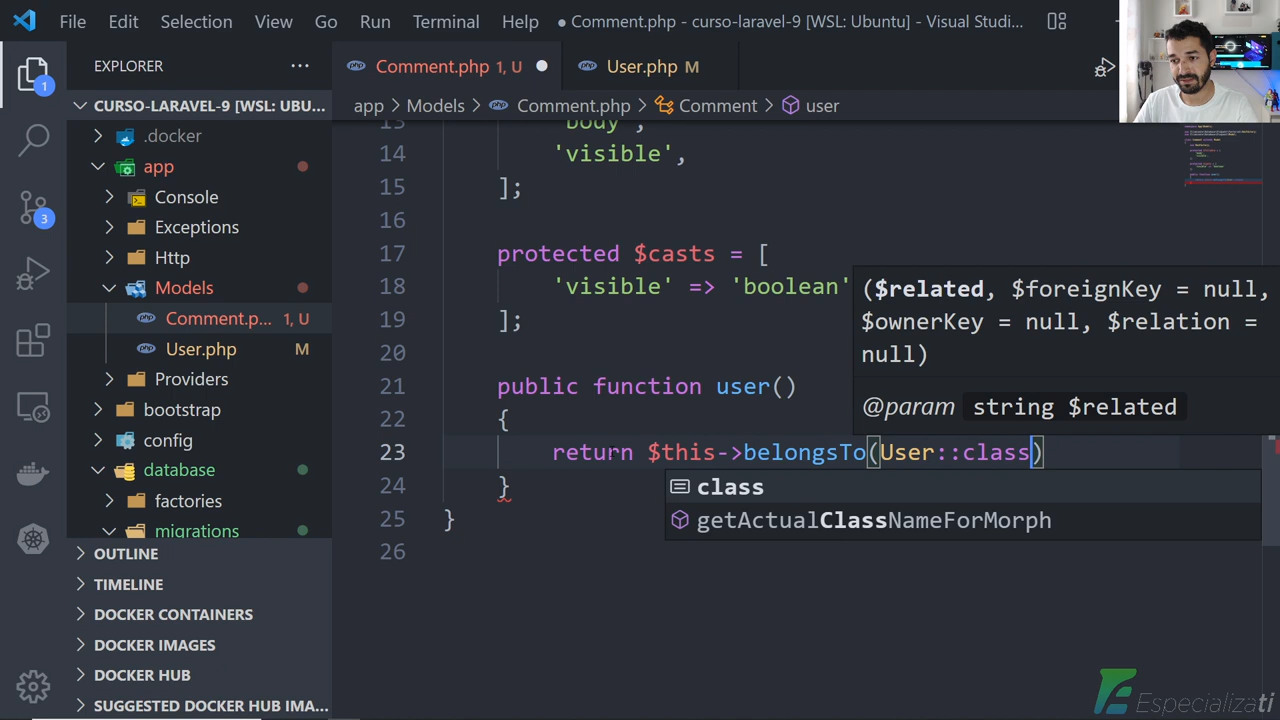 File Edit Selection View Go Run Terminal Help ● Comment.php - curso-laravel-9 [WSL: Ubuntu] - Visual Studi...
EXPLORER ···
Comment.php 1, U ●
User.php M
CURSO-LARAVEL-9 [WSL: UBU...
app > Models > Comment.php > Comment > user
.docker
app
Console
Exceptions
Http
Models
Comment.p... 1, U
User.php M
Providers
bootstrap
config
database
factories
migrations
OUTLINE
TIMELINE
DOCKER CONTAINERS
DOCKER IMAGES
DOCKER HUB
SUGGESTED DOCKER HUB IMA...
1
3
13 'body',
14 'visible',
15 ];
16
17 protected $casts = [
18 'visible' => 'boolean'
19 ];
20
21 public function user()
22 {
23 return $this->belongsTo(User::class)
24 }
25 }
26
($related, $foreignKey = null,
$ownerKey = null, $relation =
null)
@param string $related
class
getActualClassNameForMorph
Especializati